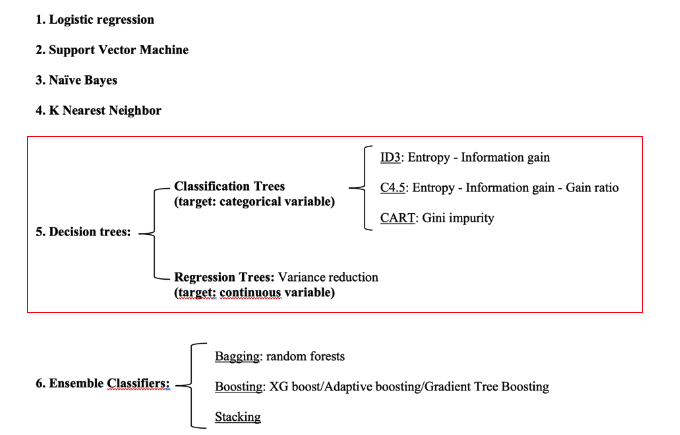 1. Logistic regression
2. Support Vector Machine
3. Naïve Bayes
4. K Nearest Neighbor
5. Decision trees:
Classification Trees
(target: categorical variable)
ID3: Entropy - Information gain
C4.5: Entropy - Information gain - Gain ratio
CART: Gini impurity
Regression Trees: Variance reduction
(target: continuous variable)
6. Ensemble Classifiers:
Bagging: random forests
Boosting: XG boost/Adaptive boosting/Gradient Tree Boosting
Stacking